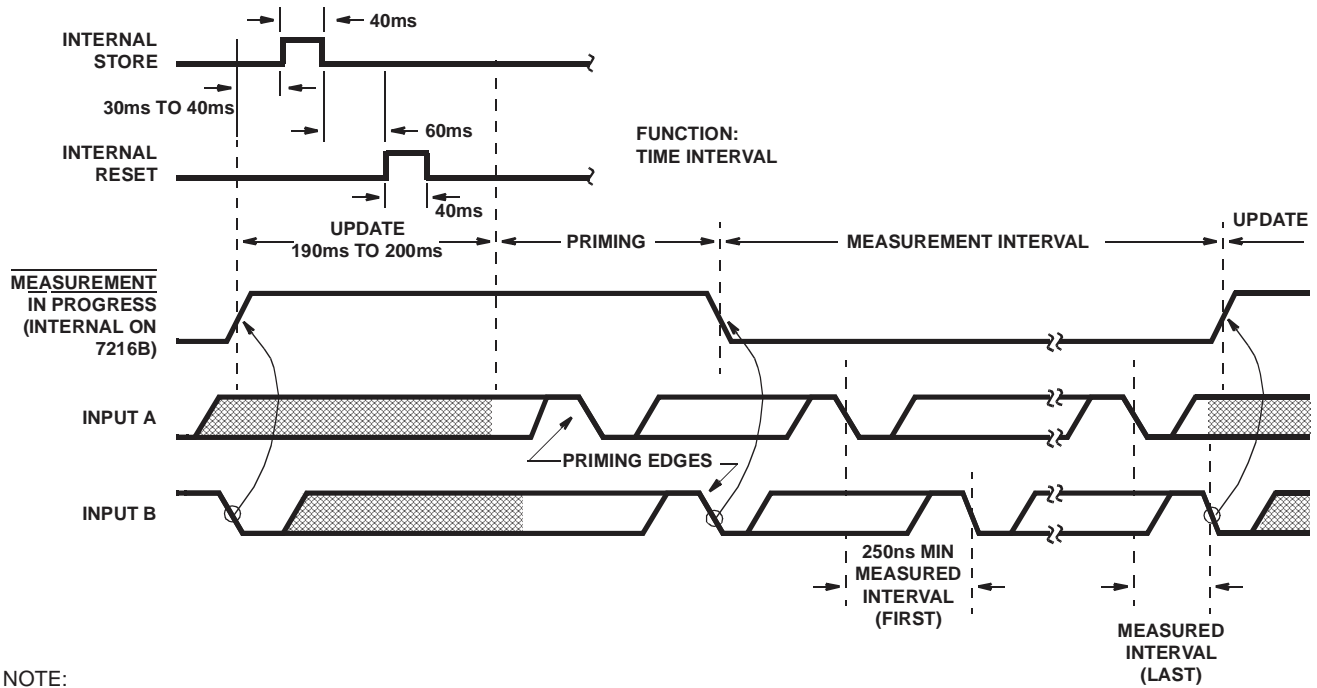 40ms
INTERNAL
STORE
30ms TO 40ms
60ms
FUNCTION:
TIME INTERVAL
INTERNAL
RESET
40ms
UPDATE
190ms TO 200ms
PRIMING
MEASUREMENT INTERVAL
UPDATE
MEASUREMENT
IN PROGRESS
(INTERNAL ON
7216B)
INPUT A
PRIMING EDGES
INPUT B
250ns MIN
MEASURED
INTERVAL
(FIRST)
MEASURED
INTERVAL
(LAST)
NOTE: